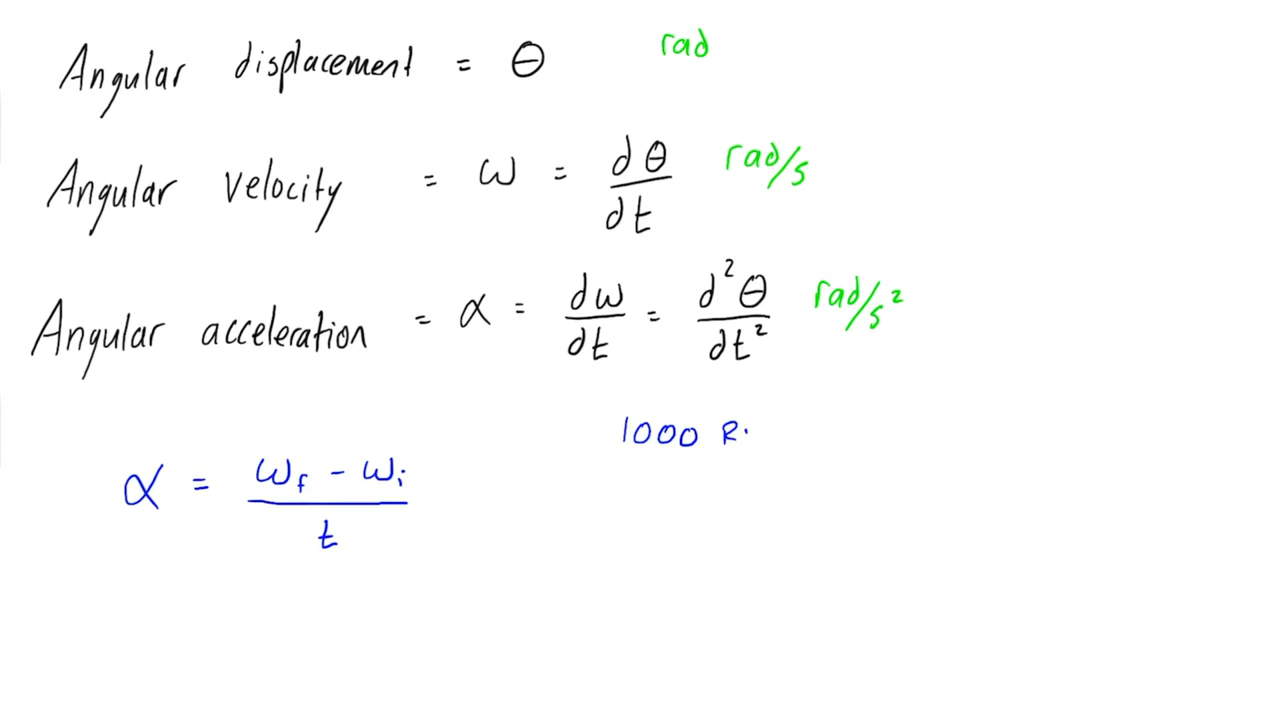 Angular displacement = θ rad
Angular velocity = ω = dθ/dt rad/s
Angular acceleration = α = dω/dt = d²θ/dt² rad/s²
1000 R.
α = ω_f - ω_i / t